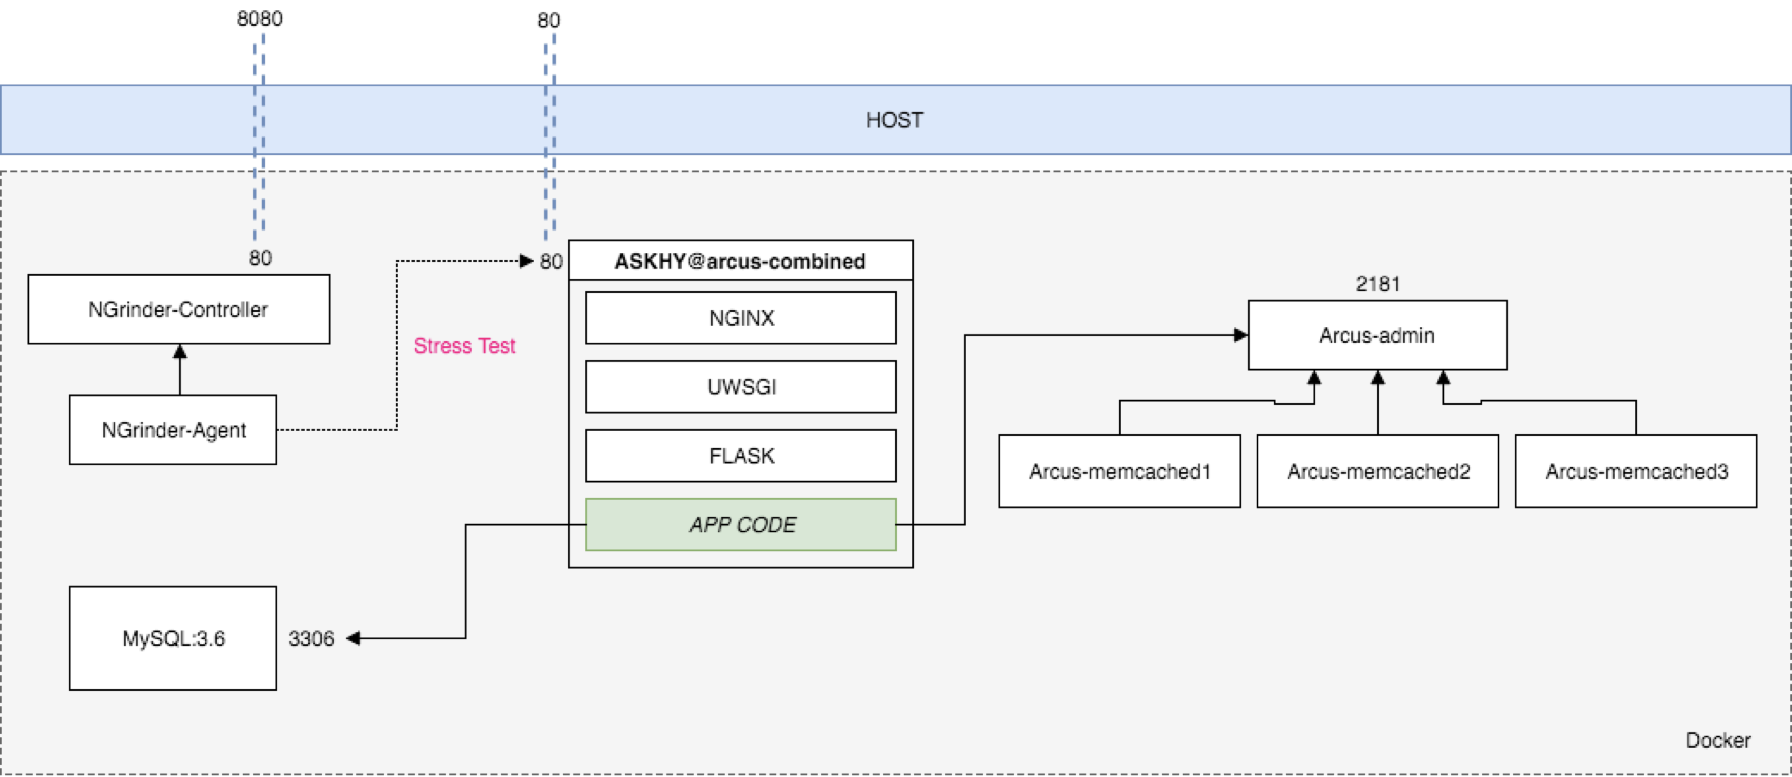 8080
80
HOST
80
80
ASKHY@arcus-combined
NGrinder-Controller
NGINX
2181
Stress Test
Arcus-admin
UWSGI
NGrinder-Agent
FLASK
Arcus-memcached1
Arcus-memcached2
Arcus-memcached3
APP CODE
MySQL:3.6
3306
Docker